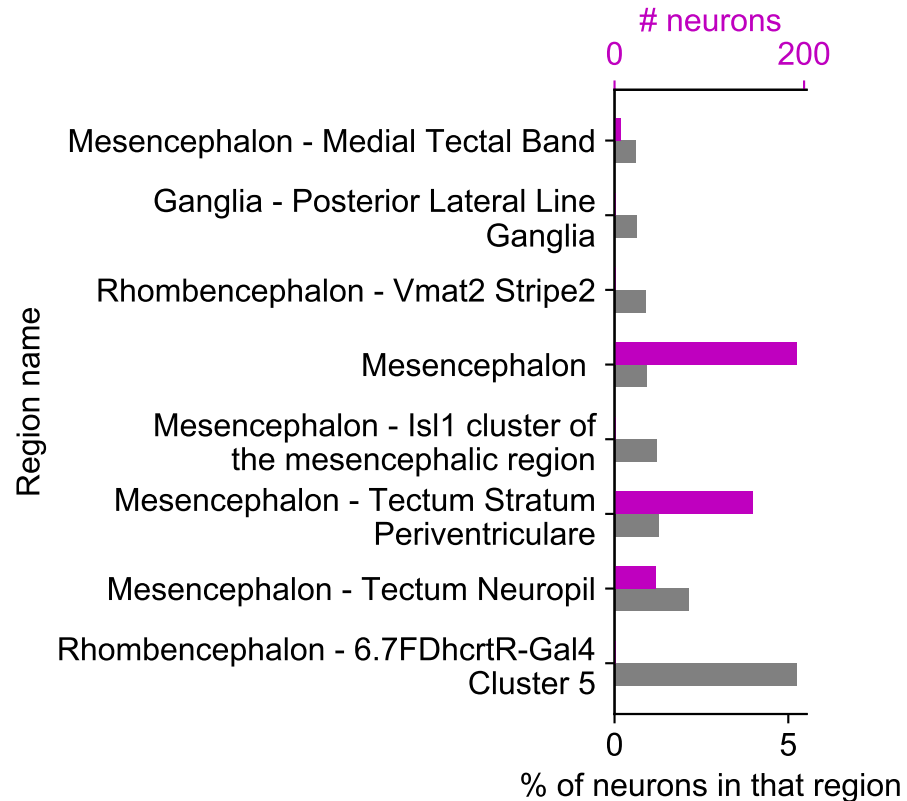 # neurons
0 200
Mesencephalon - Medial Tectal Band
Ganglia - Posterior Lateral Line
Ganglia
Rhombencephalon - Vmat2 Stripe2
Mesencephalon
Mesencephalon - Isl1 cluster of
the mesencephalic region
Mesencephalon - Tectum Stratum
Periventriculare
Mesencephalon - Tectum Neuropil
Rhombencephalon - 6.7FDhcrtR-Gal4
Cluster 5
Region name
0 5
% of neurons in that region